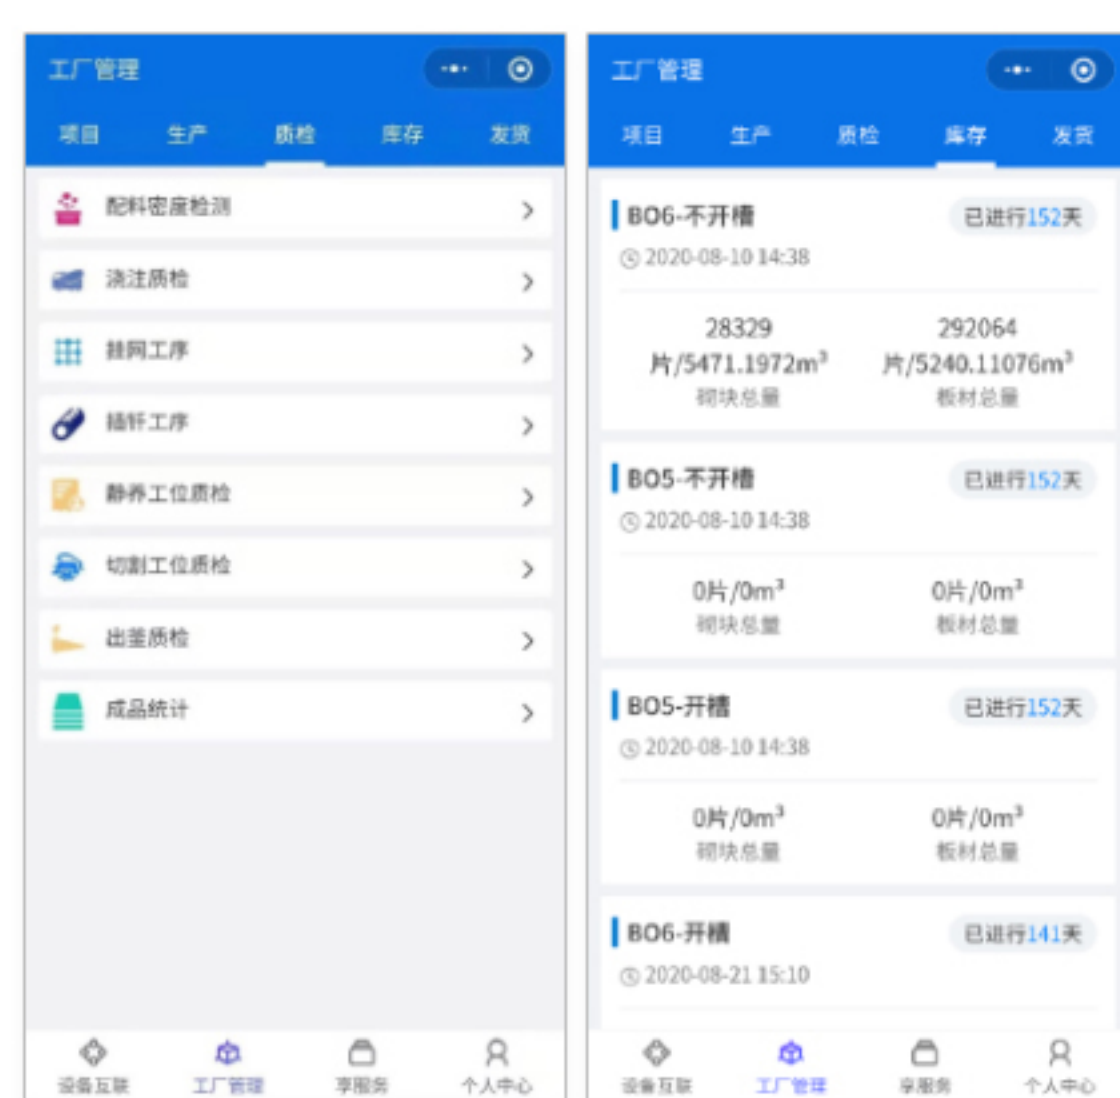 工厂管理
项目 生产 质检 库存 发货
配料密度检测
浇注质检
挂网工序
插钎工序
静养工位质检
切割工位质检
出釜质检
成品统计
设备互联 工厂管理 享服务 个人中心
工厂管理
项目 生产 质检 库存 发货
B06-不开槽 已进行152天
2020-08-10 14:38
28329 292064
片/5471.1972m³ 片/5240.11076m³
砌块总量 板材总量
B05-不开槽 已进行152天
2020-08-10 14:38
0片/0m³ 0片/0m³
砌块总量 板材总量
B05-开槽 已进行152天
2020-08-10 14:38
0片/0m³ 0片/0m³
砌块总量 板材总量
B06-开槽 已进行141天
2020-08-21 15:10
设备互联 工厂管理 享服务 个人中心